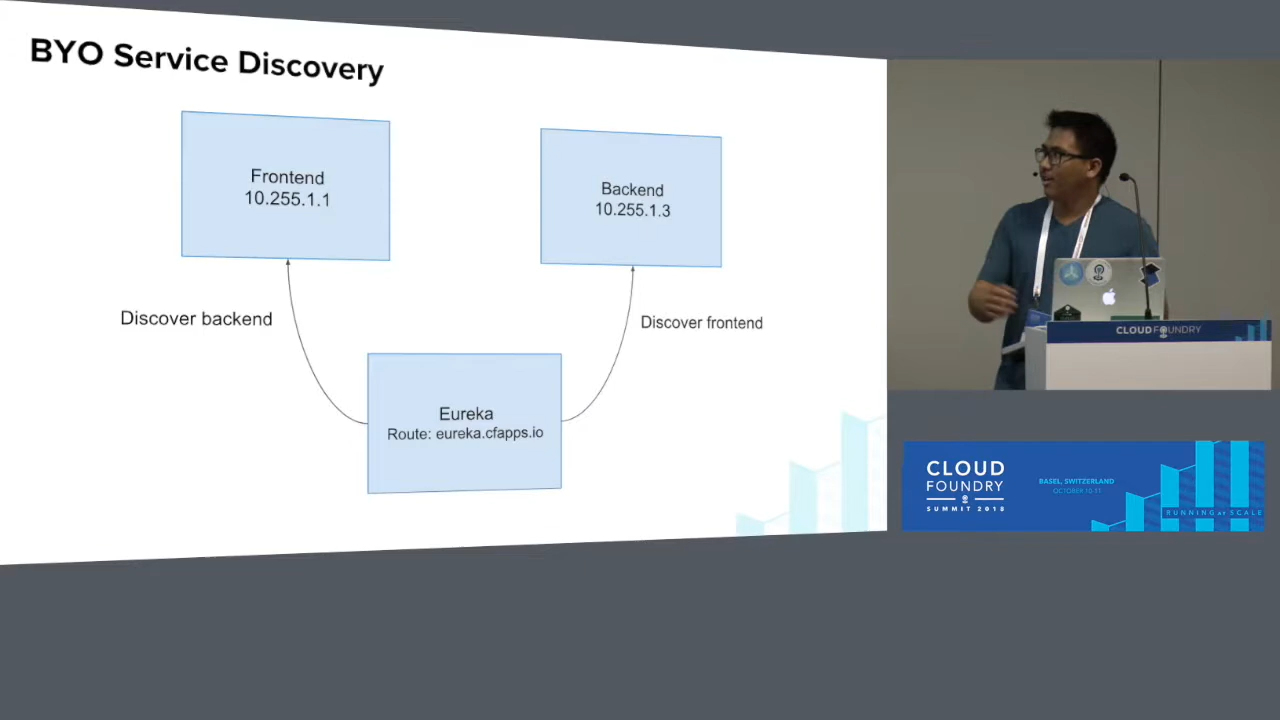 BYO Service Discovery
Frontend
10.255.1.1
Backend
10.255.1.3
Discover backend
Discover frontend
Eureka
Route: eureka.cfapps.io
CLOUD FOUNDRY
CLOUD
FOUNDRY
SUMMIT 2018
BASEL, SWITZERLAND
OCTOBER 10-11
RUNNING AT SCALE